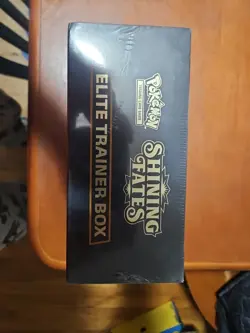 POKÉMON
SHINING
FATES
ELITE TRAINER BOX